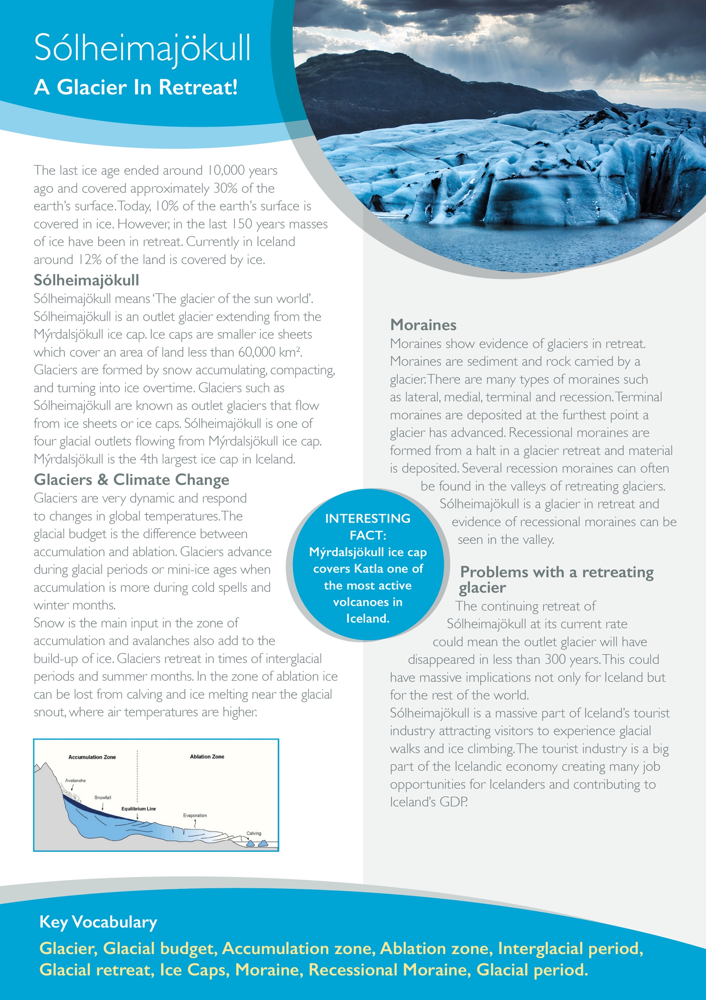 Sólheimajökull
A Glacier In Retreat!
The last ice age ended around 10,000 years
ago and covered approximately 30% of the
earth's surface. Today, 10% of the earth's surface is
covered in ice. However, in the last 150 years masses
of ice have been in retreat. Currently in Iceland
around 12% of the land is covered by ice.
Sólheimajökull
Sólheimajökull means 'The glacier of the sun world'.
Sólheimajökull is an outlet glacier extending from the
Mýrdalsjökull ice cap. Ice caps are smaller ice sheets
which cover an area of land less than 60,000 km².
Glaciers are formed by snow accumulating, compacting,
and turning into ice overtime. Glaciers such as
Sólheimajökull are known as outlet glaciers that flow
from ice sheets or ice caps. Sólheimajökull is one of
four glacial outlets flowing from Mýrdalsjökull ice cap.
Mýrdalsjökull is the 4th largest ice cap in Iceland.
Glaciers & Climate Change
Glaciers are very dynamic and respond
to changes in global temperatures. The
glacial budget is the difference between
accumulation and ablation. Glaciers advance
during glacial periods or mini-ice ages when
accumulation is more during cold spells and
winter months.
Snow is the main input in the zone of
accumulation and avalanches also add to the
build-up of ice. Glaciers retreat in times of interglacial
periods and summer months. In the zone of ablation ice
can be lost from calving and ice melting near the glacial
snout, where air temperatures are higher.
Accumulation Zone
Ablation Zone
Avalanche
Snowfall
Equilibrium Line
Evaporation
Calving
INTERESTING
FACT:
Mýrdalsjökull ice cap
covers Katla one of
the most active
volcanoes in
Iceland.
Moraines
Moraines show evidence of glaciers in retreat.
Moraines are sediment and rock carried by a
glacier. There are many types of moraines such
as lateral, medial, terminal and recession. Terminal
moraines are deposited at the furthest point a
glacier has advanced. Recessional moraines are
formed from a halt in a glacier retreat and material
is deposited. Several recession moraines can often
be found in the valleys of retreating glaciers.
Sólheimajökull is a glacier in retreat and
evidence of recessional moraines can be
seen in the valley.
Problems with a retreating
glacier
The continuing retreat of
Sólheimajökull at its current rate
could mean the outlet glacier will have
disappeared in less than 300 years. This could
have massive implications not only for Iceland but
for the rest of the world.
Sólheimajökull is a massive part of Iceland's tourist
industry attracting visitors to experience glacial
walks and ice climbing. The tourist industry is a big
part of the Icelandic economy creating many job
opportunities for Icelanders and contributing to
Iceland's GDP.
Key Vocabulary
Glacier, Glacial budget, Accumulation zone, Ablation zone, Interglacial period,
Glacial retreat, Ice Caps, Moraine, Recessional Moraine, Glacial period.